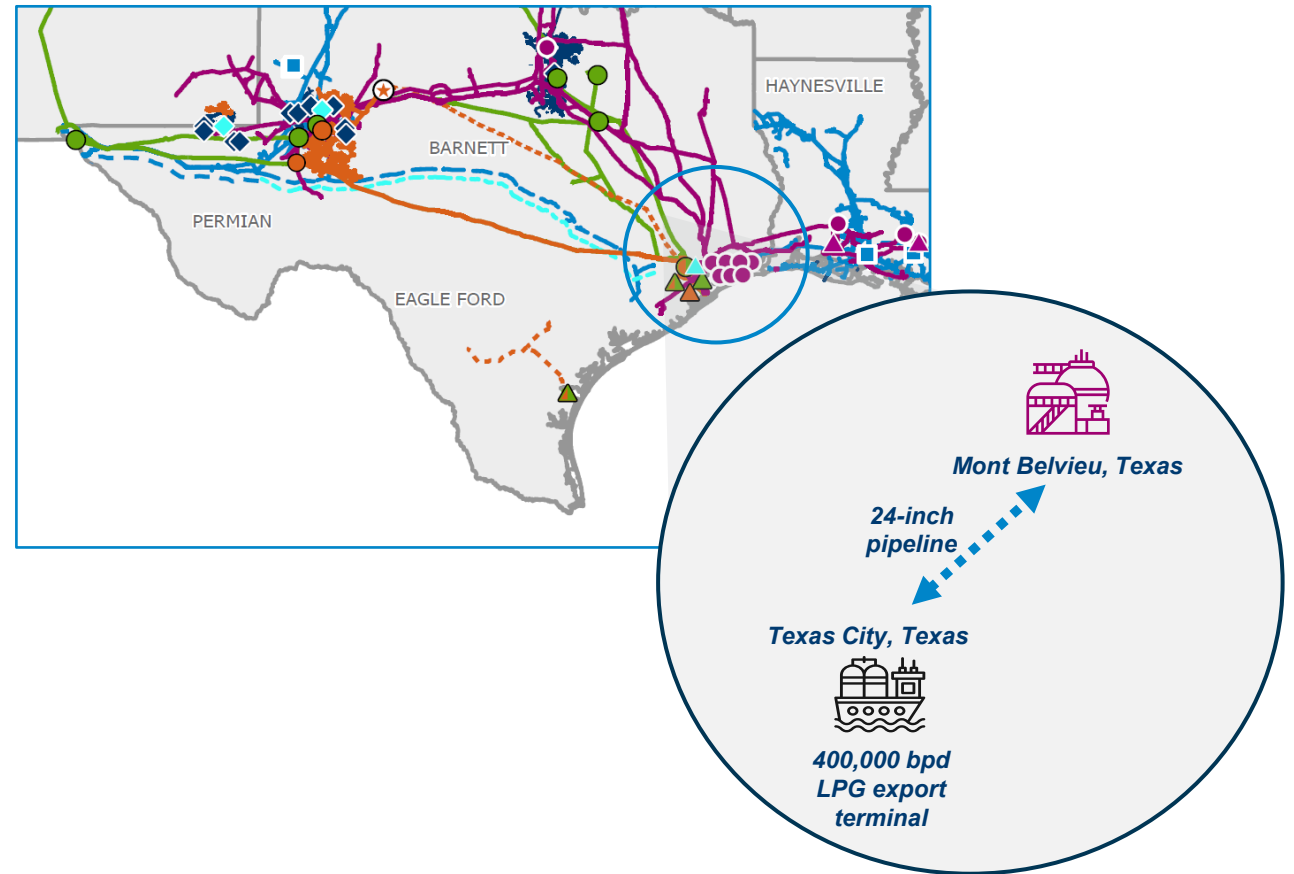 HAYNESVILLE
BARNETT
PERMIAN
EAGLE FORD
Mont Belvieu, Texas
24-inch
pipeline
Texas City, Texas
400,000 bpd
LPG export
terminal